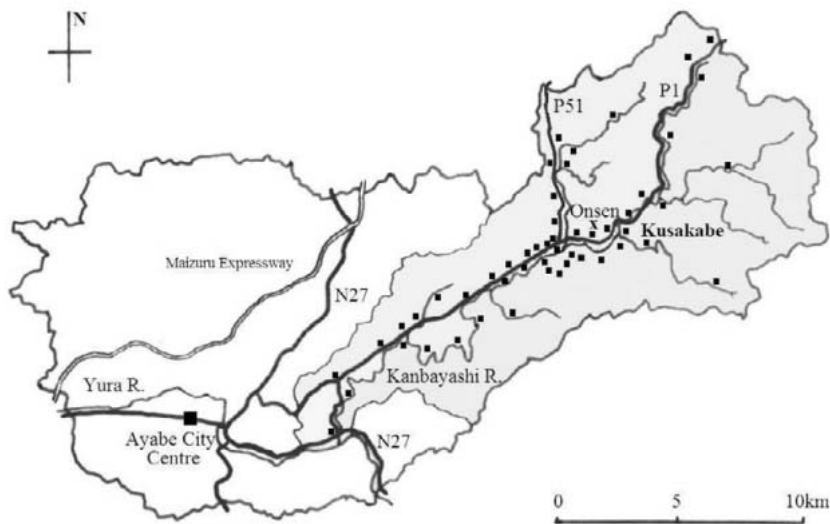 N
P51
P1
Onsen
x
Kusakabe
Maizuru Expressway
N27
Kanbayashi R.
Yura R.
Ayabe City
Centre
N27
0 5 10km